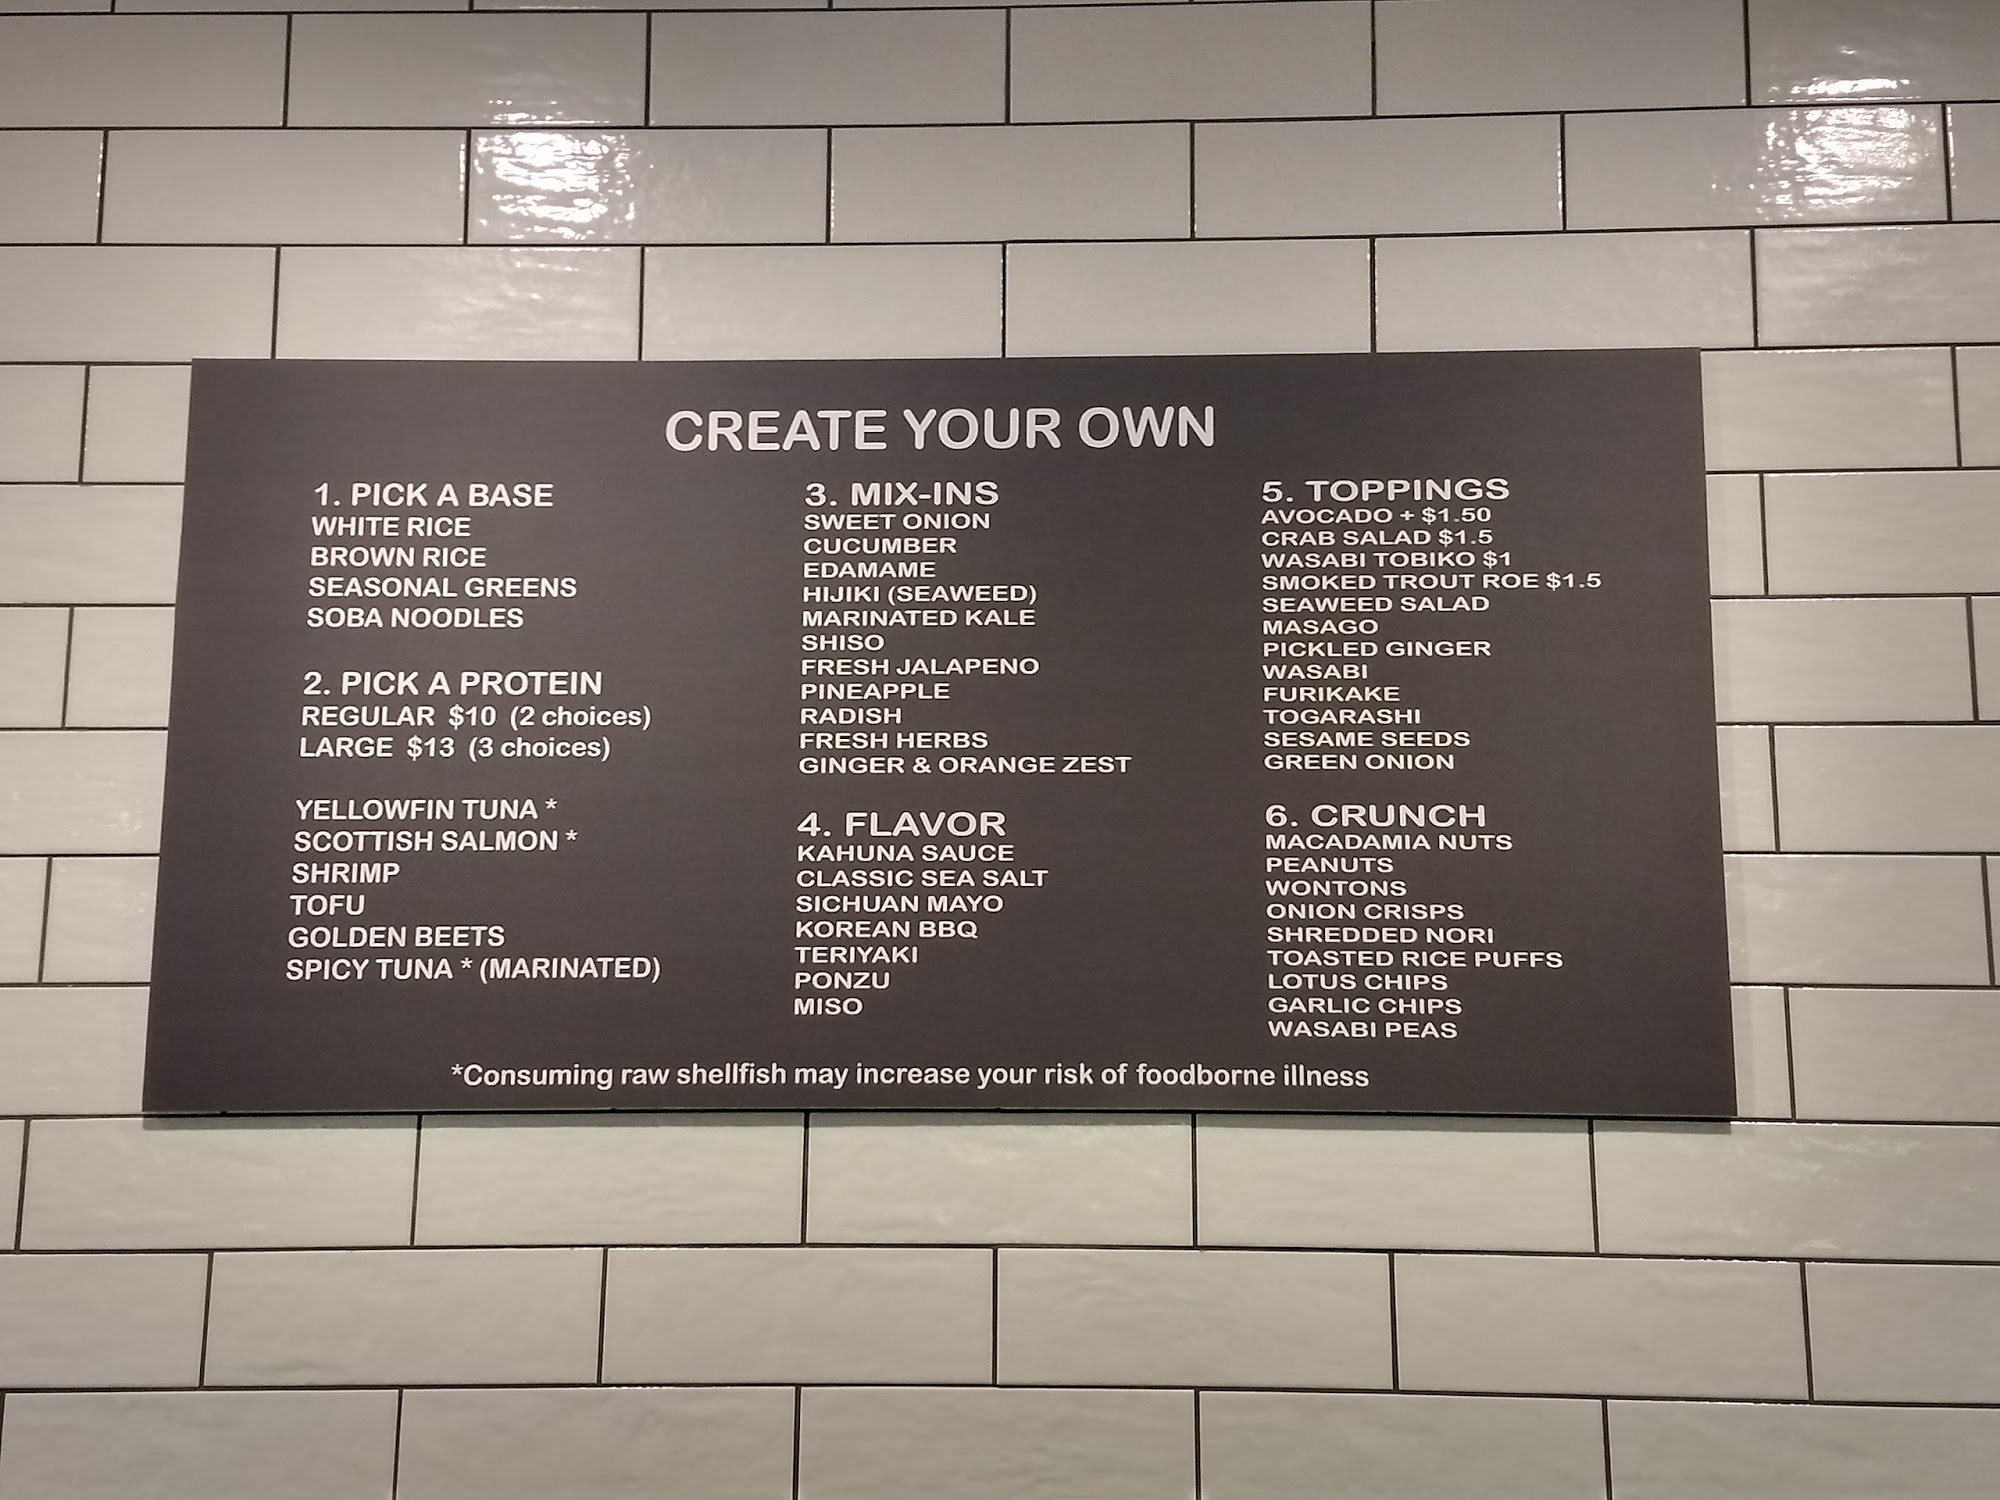 CREATE YOUR OWN
1. PICK A BASE
WHITE RICE
BROWN RICE
SEASONAL GREENS
SOBA NOODLES
2. PICK A PROTEIN
REGULAR $10 (2 choices)
LARGE $13 (3 choices)
YELLOWFIN TUNA *
SCOTTISH SALMON *
SHRIMP
TOFU
GOLDEN BEETS
SPICY TUNA * (MARINATED)
3. MIX-INS
SWEET ONION
CUCUMBER
EDAMAME
HIJIKI (SEAWEED)
MARINATED KALE
SHISO
FRESH JALAPENO
PINEAPPLE
RADISH
FRESH HERBS
GINGER & ORANGE ZEST
4. FLAVOR
KAHUNA SAUCE
CLASSIC SEA SALT
SICHUAN MAYO
KOREAN BBQ
TERIYAKI
PONZU
MISO
5. TOPPINGS
AVOCADO + $1.50
CRAB SALAD $1.5
WASABI TOBIKO $1
SMOKED TROUT ROE $1.5
SEAWEED SALAD
MASAGO
PICKLED GINGER
WASABI
FURIKAKE
TOGARASHI
SESAME SEEDS
GREEN ONION
6. CRUNCH
MACADAMIA NUTS
PEANUTS
WONTONS
ONION CRISPS
SHREDDED NORI
TOASTED RICE PUFFS
LOTUS CHIPS
GARLIC CHIPS
WASABI PEAS
*Consuming raw shellfish may increase your risk of foodborne illness